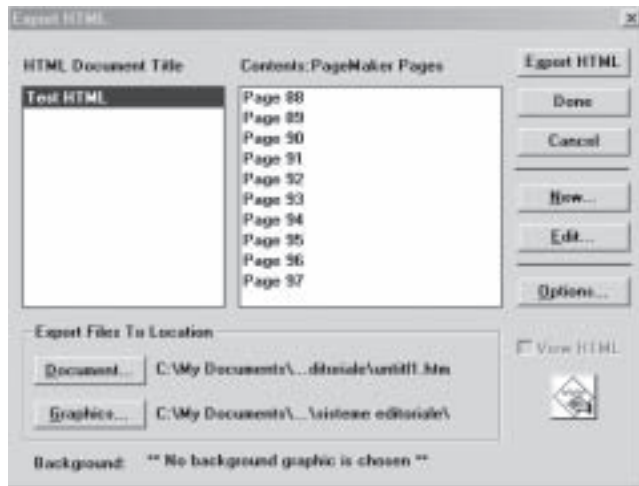 Export HTML
HTML Document Title
Contents:PageMaker Pages
Export HTML
Test HTML
Page 88
Page 89
Page 90
Page 91
Page 92
Page 93
Page 94
Page 95
Page 96
Page 97
Done
Cancel
New...
Edit...
Options...
Export Files To Location
Document... C:\My Documents\...ditoriale\untitl1.htm
Graphics... C:\My Documents\...\sisteme editoriale\
View HTML
Background: ** No background graphic is chosen **